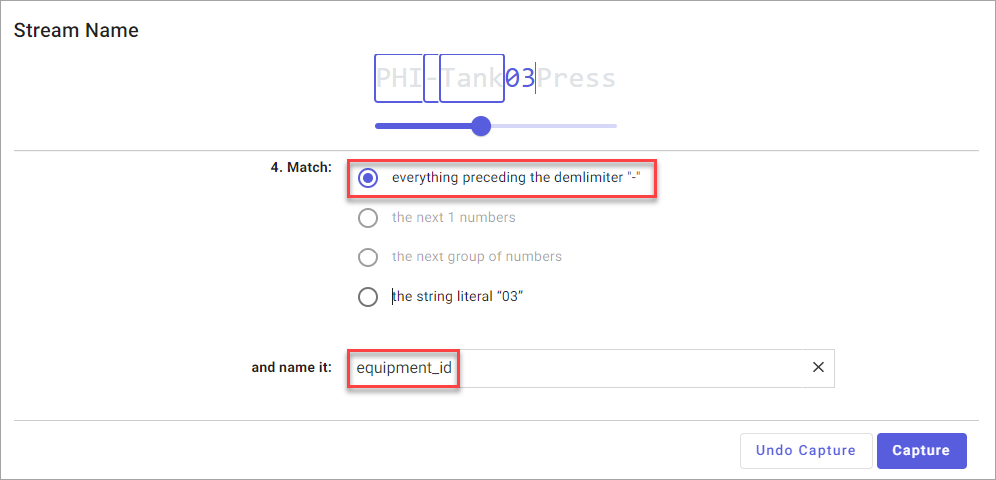 Stream Name
PHI-Tank03Press
4. Match:
everything preceding the demlimiter "-"
the next 1 numbers
the next group of numbers
the string literal “03”
and name it:
equipment_id
Undo Capture
Capture